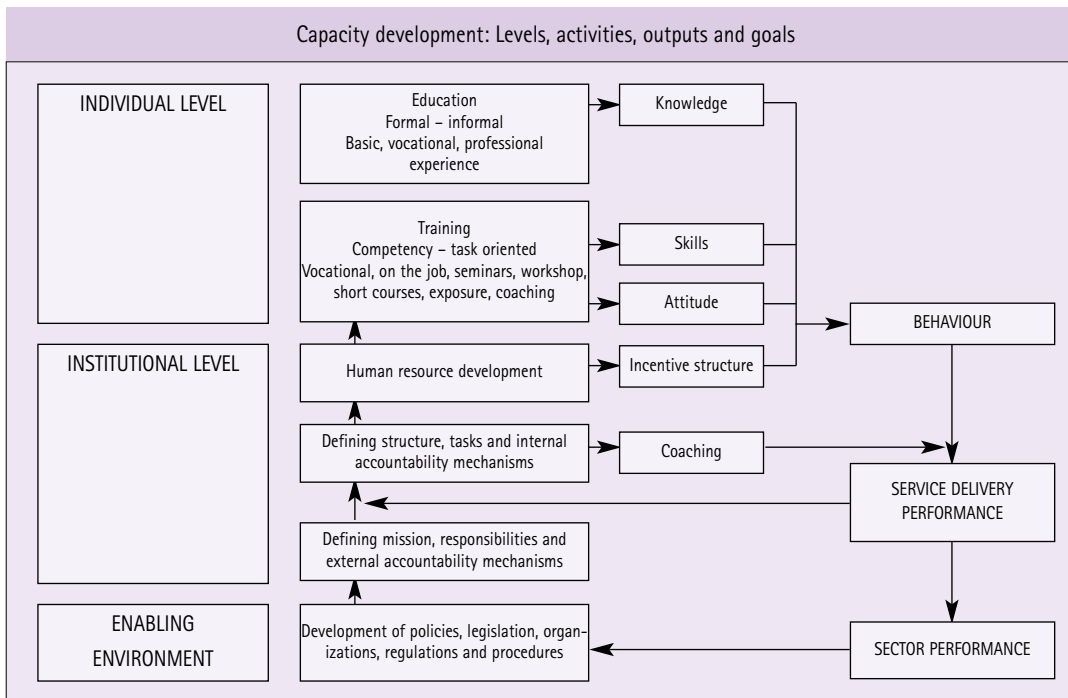 Capacity development: Levels, activities, outputs and goals
INDIVIDUAL LEVEL
Education
Formal – informal
Basic, vocational, professional
experience
Knowledge
Training
Competency – task oriented
Vocational, on the job, seminars, workshop,
short courses, exposure, coaching
Skills
Attitude
BEHAVIOUR
INSTITUTIONAL LEVEL
Human resource development
Incentive structure
Defining structure, tasks and internal
accountability mechanisms
Coaching
SERVICE DELIVERY
PERFORMANCE
Defining mission, responsibilities and
external accountability mechanisms
ENABLING
ENVIRONMENT
Development of policies, legislation, organ-
izations, regulations and procedures
SECTOR PERFORMANCE